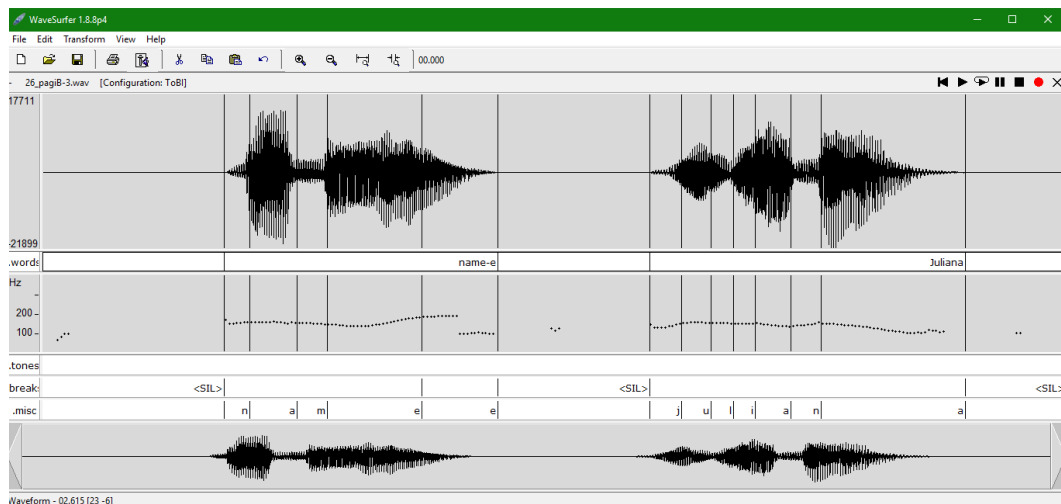 WaveSurfer 1.8.8p4
File Edit Transform View Help
00.000
26_pagiB-3.wav [Configuration: ToBI]
17711
-21899
.words name-e Juliana
Hz
200
100
.tones
breaks <SIL> <SIL> <SIL>
.misc n a m e e j u l i a n a
Waveform - 02.615 [23 -6]